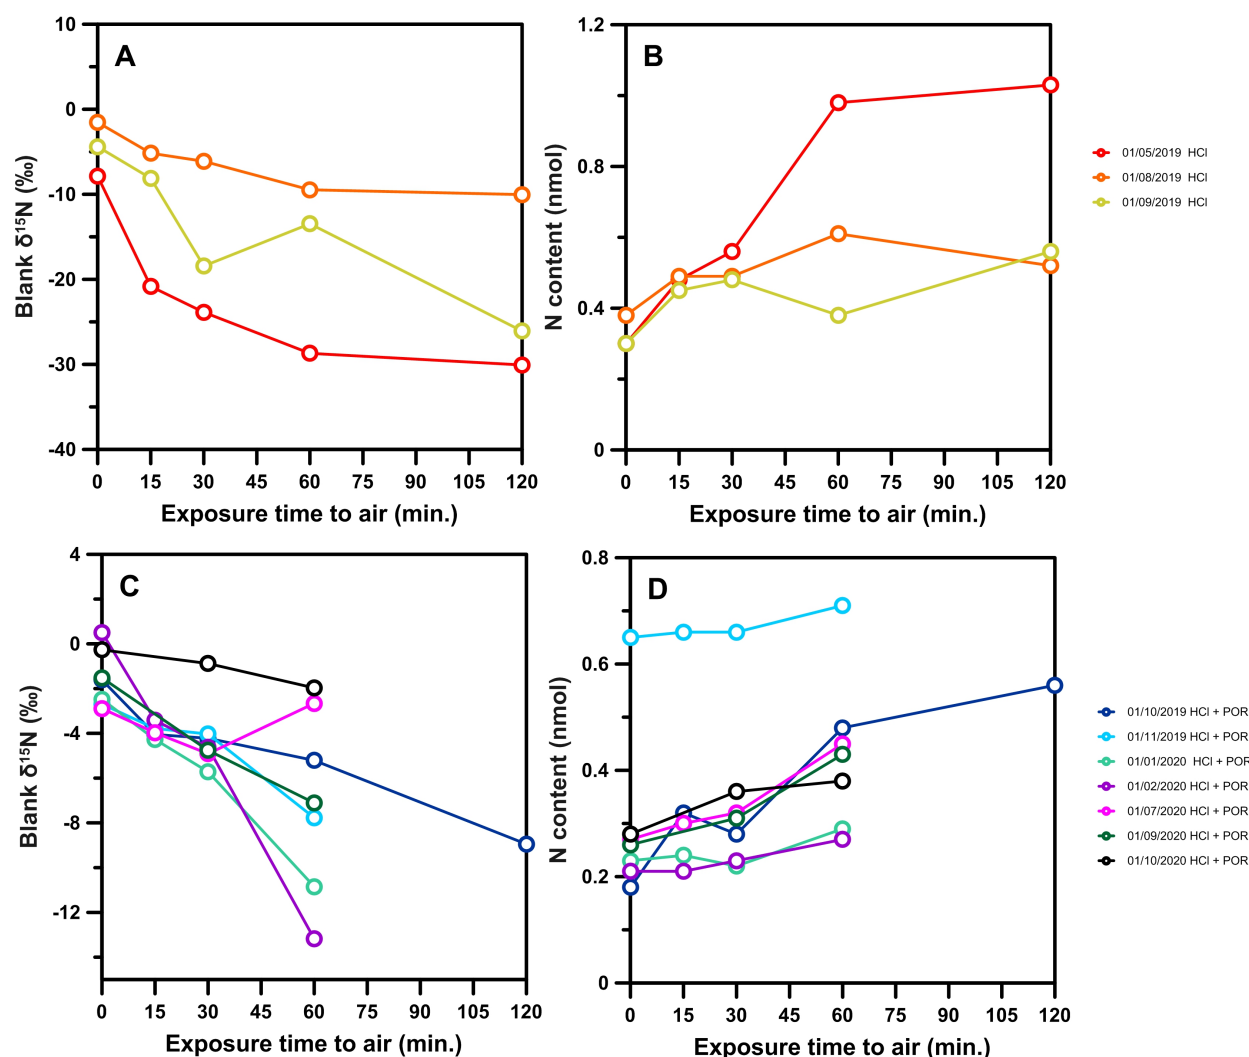 A
10
0
-10
-20
-30
-40
Blank δ¹⁵N (‰)
0 15 30 45 60 75 90 105 120
Exposure time to air (min.)
B
1.2
0.8
0.4
0
N content (nmol)
0 15 30 45 60 75 90 105 120
Exposure time to air (min.)
01/05/2019 HCl
01/08/2019 HCl
01/09/2019 HCl
C
4
0
-4
-8
-12
Blank δ¹⁵N (‰)
0 15 30 45 60 75 90 105 120
Exposure time to air (min.)
D
0.8
0.6
0.4
0.2
0
N content (nmol)
0 15 30 45 60 75 90 105 120
Exposure time to air (min.)
01/10/2019 HCl + POR
01/11/2019 HCl + POR
01/01/2020 HCl + POR
01/02/2020 HCl + POR
01/07/2020 HCl + POR
01/09/2020 HCl + POR
01/10/2020 HCl + POR